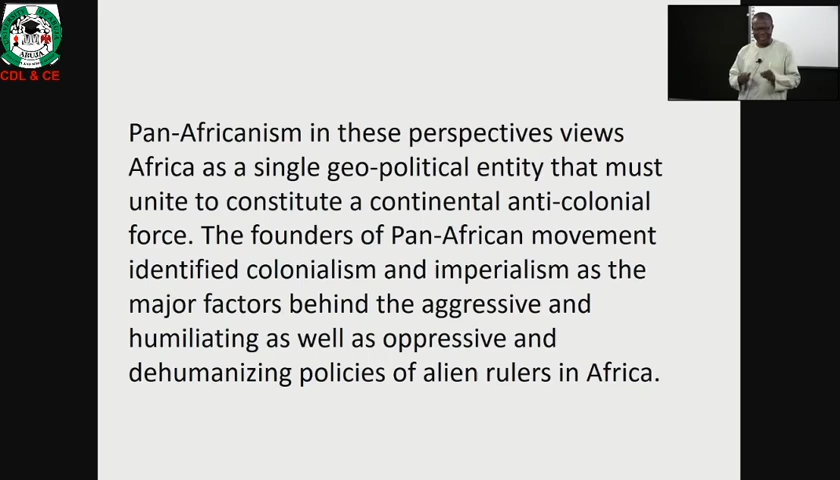 ABUJA
CDL & CE
Pan-Africanism in these perspectives views
Africa as a single geo-political entity that must
unite to constitute a continental anti-colonial
force. The founders of Pan-African movement
identified colonialism and imperialism as the
major factors behind the aggressive and
humiliating as well as oppressive and
dehumanizing policies of alien rulers in Africa.